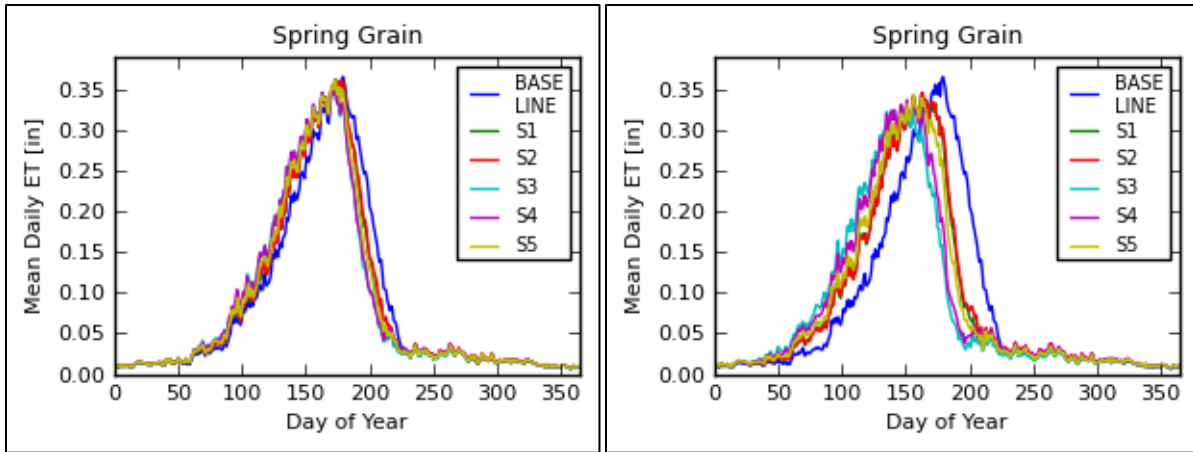 Spring Grain
Mean Daily ET [in]
0.35
0.30
0.25
0.20
0.15
0.10
0.05
0.00
0 50 100 150 200 250 300 350
Day of Year
BASE
LINE
S1
S2
S3
S4
S5
Spring Grain
Mean Daily ET [in]
0.35
0.30
0.25
0.20
0.15
0.10
0.05
0.00
0 50 100 150 200 250 300 350
Day of Year
BASE
LINE
S1
S2
S3
S4
S5